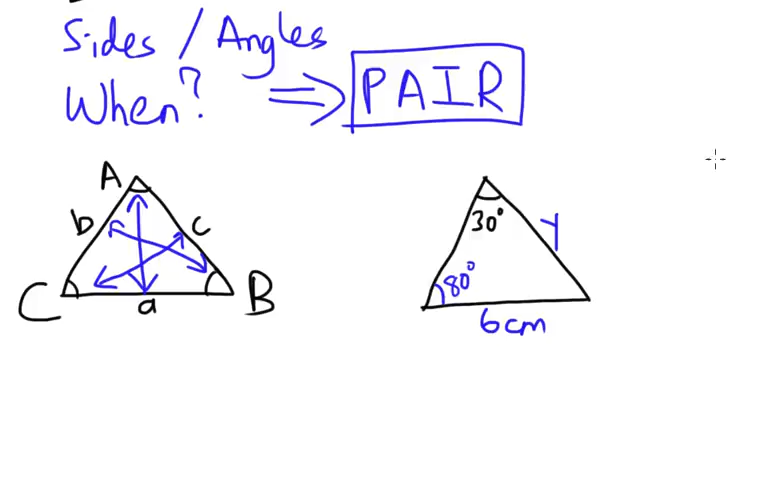 Sides / Angles
When? ⇒ PAIR
A
b c
C a B
30°
y
80°
6cm